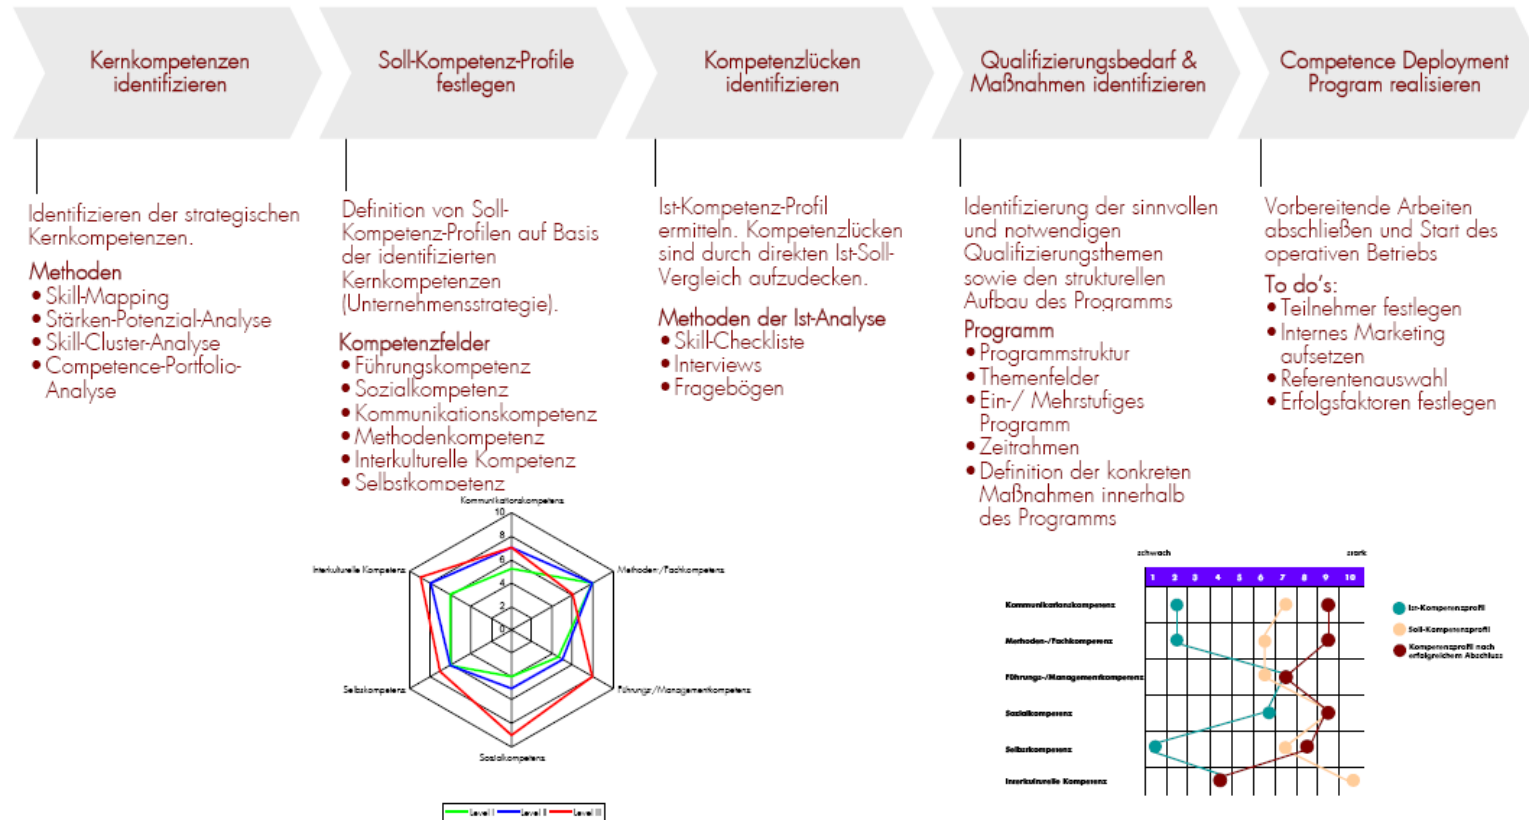 Kernkompetenzen
identifizieren
Soll-Kompetenz-Profile
festlegen
Kompetenzlücken
identifizieren
Qualifizierungsbedarf &
Maßnahmen identifizieren
Competence Deployment
Program realisieren
Identifizieren der strategischen
Kernkompetenzen.
Methoden
• Skill-Mapping
• Stärken-Potenzial-Analyse
• Skill-Cluster-Analyse
• Competence-Portfolio-
Analyse
Definition von Soll-
Kompetenz-Profilen auf Basis
der identifizierten
Kernkompetenzen
(Unternehmensstrategie).
Kompetenzfelder
• Führungskompetenz
• Sozialkompetenz
• Kommunikationskompetenz
• Methodenkompetenz
• Interkulturelle Kompetenz
• Selbstkompetenz
Ist-Kompetenz-Profil
ermitteln. Kompetenzlücken
sind durch direkten Ist-Soll-
Vergleich aufzudecken.
Methoden der Ist-Analyse
• Skill-Checkliste
• Interviews
• Fragebögen
Identifizierung der sinnvollen
und notwendigen
Qualifizierungsthemen
sowie den strukturellen
Aufbau des Programms
Programm
• Programmstruktur
• Themenfelder
• Ein-/ Mehrstufiges
Programm
• Zeitrahmen
• Definition der konkreten
Maßnahmen innerhalb
des Programms
Vorbereitende Arbeiten
abschließen und Start des
operativen Betriebs
To do's:
• Teilnehmer festlegen
• Internes Marketing
aufsetzen
• Referentenauswahl
• Erfolgsfaktoren festlegen
Kommunikationskompetenz
10
8
6
4
2
0
Interkulturelle Kompetenz
Methoden-/Fachkompetenz
Selbskompetenz
Führungs-/Managementkompetenz
Sozialkompetenz
Level I Level II Level III
schwach stark
1 2 3 4 5 6 7 8 9 10
Kommunikationskompetenz
Methoden-/Fachkompetenz
Führungs-/Managementkompetenz
Sozialkompetenz
Selbstkompetenz
Interkulturelle Kompetenz
Ist-Kompetenzprofil
Soll-Kompetenzprofil
Kompetenzprofil nach
erfolgreichem Abschluss